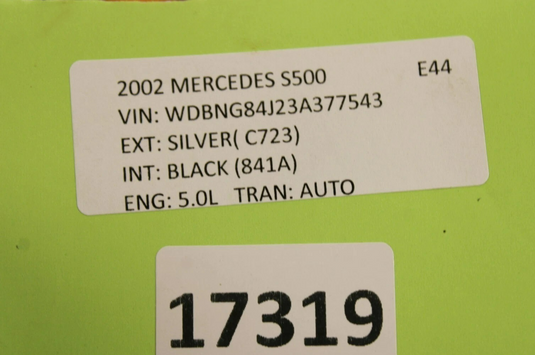 2002 MERCEDES S500 E44
VIN: WDBNG84J23A377543
EXT: SILVER( C723)
INT: BLACK (841A)
ENG: 5.0L TRAN: AUTO
17319